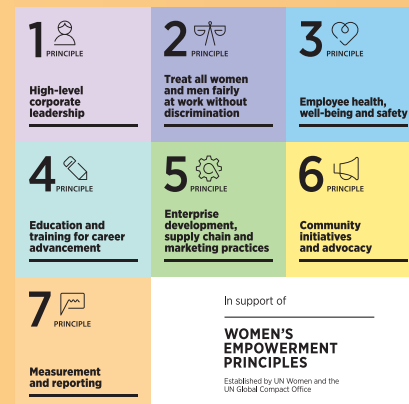 1 PRINCIPLE
High-level
corporate
leadership
2 PRINCIPLE
Treat all women
and men fairly
at work without
discrimination
3 PRINCIPLE
Employee health,
well-being and safety
4 PRINCIPLE
Education and
training for career
advancement
5 PRINCIPLE
Enterprise
development,
supply chain and
marketing practices
6 PRINCIPLE
Community
initiatives
and advocacy
7 PRINCIPLE
Measurement
and reporting
In support of
WOMEN'S
EMPOWERMENT
PRINCIPLES
Established by UN Women and the
UN Global Compact Office